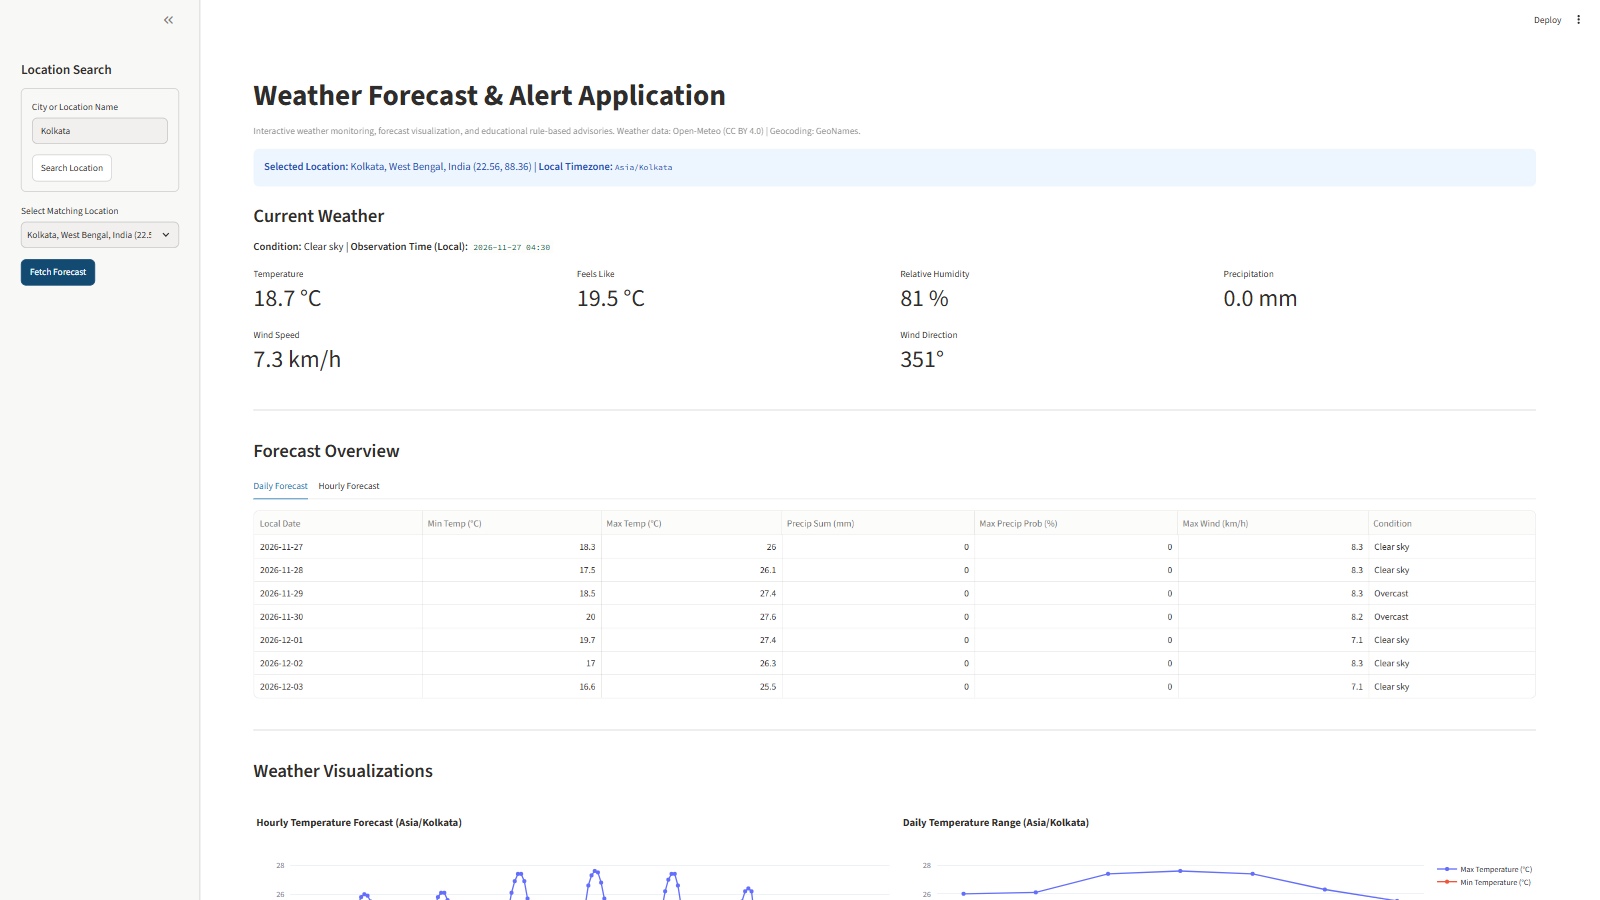 Deploy
Location Search
City or Location Name
Kolkata
Search Location
Select Matching Location
Kolkata, West Bengal, India (22.5
Fetch Forecast
Weather Forecast & Alert Application
Interactive weather monitoring, forecast visualization, and educational rule-based advisories. Weather data: Open-Meteo (CC BY 4.0) | Geocoding: GeoNames.
Selected Location: Kolkata, West Bengal, India (22.56, 88.36) | Local Timezone: Asia/Kolkata
Current Weather
Condition: Clear sky | Observation Time (Local): 2026-11-27 04:30
Temperature Feels Like Relative Humidity Precipitation
18.7 °C 19.5 °C 81 % 0.0 mm
Wind Speed Wind Direction
7.3 km/h 351°
Forecast Overview
Daily Forecast Hourly Forecast
Local Date Min Temp (°C) Max Temp (°C) Precip Sum (mm) Max Precip Prob (%) Max Wind (km/h) Condition
2026-11-27 18.3 26 0 0 8.3 Clear sky
2026-11-28 17.5 26.1 0 0 8.3 Clear sky
2026-11-29 18.5 27.4 0 0 8.3 Overcast
2026-11-30 20 27.6 0 0 8.2 Overcast
2026-12-01 19.7 27.4 0 0 7.1 Clear sky
2026-12-02 17 26.3 0 0 8.3 Clear sky
2026-12-03 16.6 25.5 0 0 7.1 Clear sky
Weather Visualizations
Hourly Temperature Forecast (Asia/Kolkata)
28
26
Daily Temperature Range (Asia/Kolkata)
28
26
Max Temperature (°C)
Min Temperature (°C)